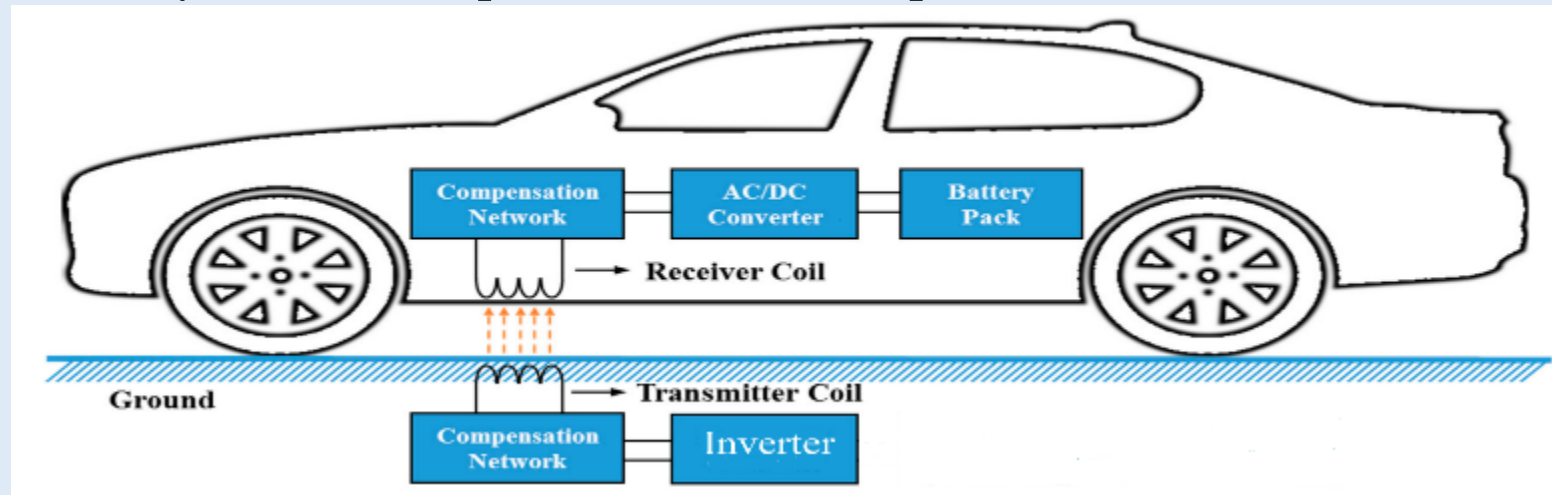 Compensation
Network
AC/DC
Converter
Battery
Pack
Receiver Coil
Ground
Transmitter Coil
Compensation
Network
Inverter